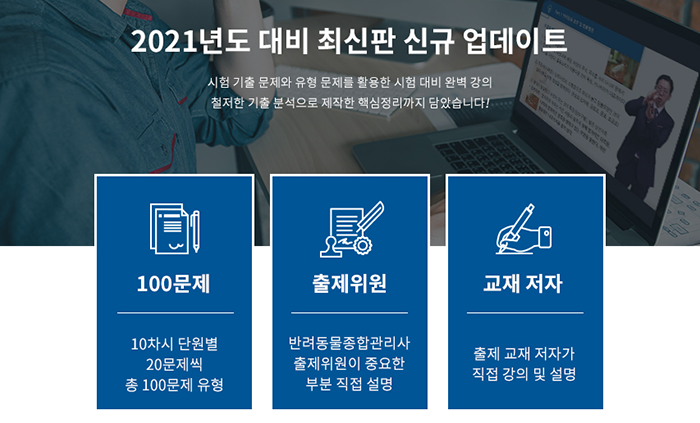 2021년도 대비 최신판 신규 업데이트
시험 기출 문제와 유형 문제를 활용한 시험 대비 완벽 강의
철저한 기출 분석으로 제작한 핵심정리까지 담았습니다!
100문제
10차시 단원별
20문제씩
총 100문제 유형
출제위원
반려동물종합관리사
출제위원이 중요한
부분 직접 설명
교재 저자
출제 교재 저자가
직접 강의 및 설명